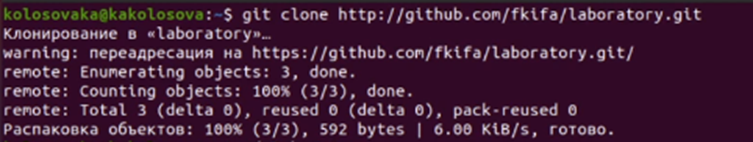 kolosovaka@kakolosova:~$ git clone http://github.com/fkifa/laboratory.git
Клонирование в «laboratory»…
warning: переадресация на https://github.com/fkifa/laboratory.git/
remote: Enumerating objects: 3, done.
remote: Counting objects: 100% (3/3), done.
remote: Total 3 (delta 0), reused 0 (delta 0), pack-reused 0
Распаковка объектов: 100% (3/3), 592 bytes | 6.00 KiB/s, готово.